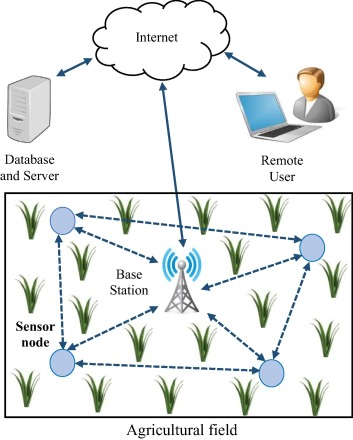 Internet
Database
and Server
Remote
User
Base
Station
Sensor
node
Agricultural field